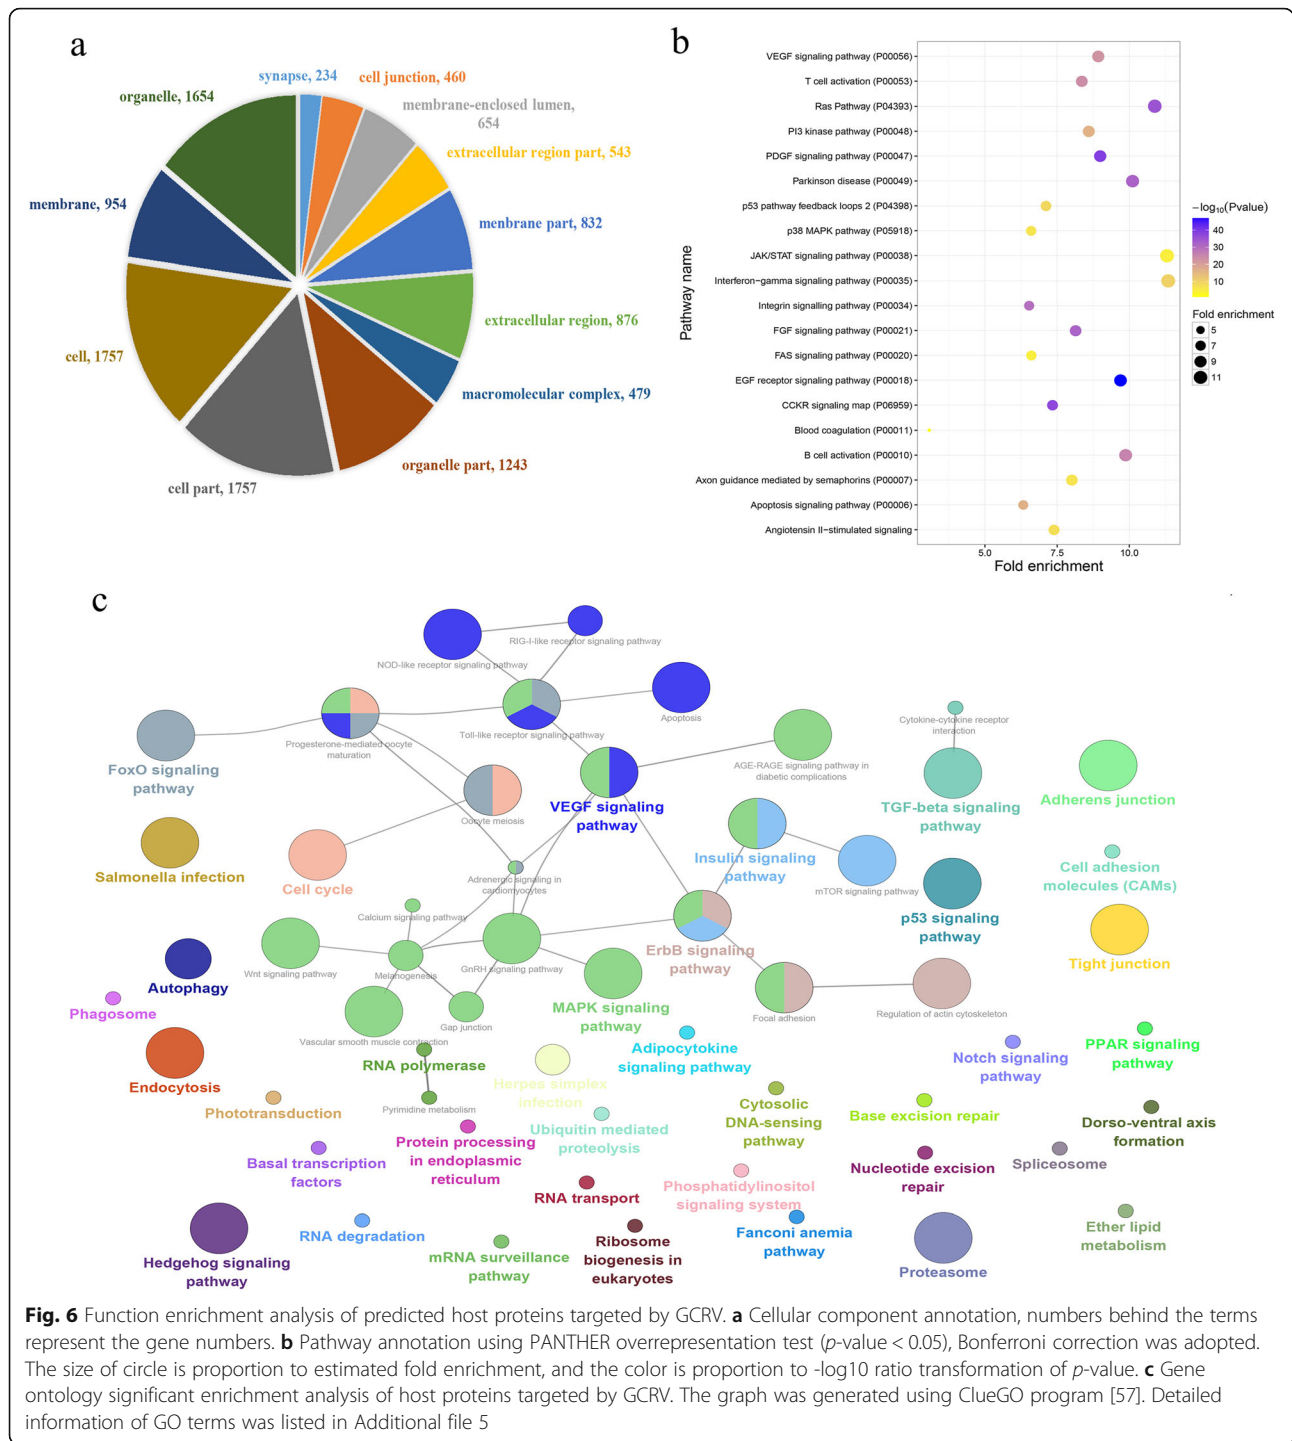 a
synapse, 234
cell junction, 460
organelle, 1654
membrane-enclosed lumen,
654
extracellular region part, 543
membrane, 954
menbrane part, 832
extracellular region, 876
cell, 1757
macromolecular complex, 479
organelle part, 1243
cell part, 1757
b
Pathway name
VEGF signaling pathway (P00056)
T cell activation (P00053)
Ras Pathway (P04393)
PI3 kinase pathway (P00048)
PDGF signaling pathway (P00047)
Parkinson disease (P00049)
p53 pathway feedback loops 2 (P04398)
p38 MAPK pathway (P05918)
JAK/STAT signaling pathway (P00038)
Interferon−gamma signaling pathway (P00035)
Integrin signalling pathway (P00034)
FGF signaling pathway (P00021)
FAS signaling pathway (P00020)
EGF receptor signaling pathway (P00018)
CCKR signaling map (P06959)
Blood coagulation (P00011)
B cell activation (P00010)
Axon guidance mediated by semaphorins (P00007)
Apoptosis signaling pathway (P00006)
Angiotensin II−stimulated signaling
5.0 7.5 10.0
Fold enrichment
−log10(Pvalue)
40
30
20
10
Fold enrichment
5
7
9
11
c
RIG-I-like receptor signaling pathway
NOD-like receptor signaling pathway
Apoptosis
Toll-like receptor signaling pathway
Progesterone-mediated oocyte
maturation
FoxO signaling
pathway
Cytokine-cytokine receptor
interaction
AGE-RAGE signaling pathway in
diabetic complications
VEGF signaling
pathway
TGF-beta signaling
pathway
Adherens junction
Oocyte meiosis
Salmonella infection
Cell cycle
Adrenergic signaling in
cardiomyocytes
Insulin signaling
pathway
mTOR signaling pathway
Cell adhesion
molecules (CAMs)
p53 signaling
pathway
Calcium signaling pathway
Wnt signaling pathway
Melanogenesis
GnRH signaling pathway
ErbB signaling
pathway
Tight junction
Autophagy
Phagosome
MAPK signaling
pathway
Focal adhesion
Regulation of actin cytoskeleton
Gap junction
Vascular smooth muscle contraction
RNA polymerase
Adipocytokine
signaling pathway
Notch signaling
pathway
PPAR signaling
pathway
Endocytosis
Herpes simplex
infection
Phototransduction
Pyrimidine metabolism
Cytosolic
DNA-sensing
pathway
Base excision repair
Dorso-ventral axis
formation
Ubiquitin mediated
proteolysis
Protein processing
in endoplasmic
reticulum
Basal transcription
factors
Nucleotide excision
repair
Spliceosome
RNA transport
Phosphatidylinositol
signaling system
RNA degradation
mRNA surveillance
pathway
Ribosome
biogenesis in
eukaryotes
Fanconi anemia
pathway
Ether lipid
metabolism
Hedgehog signaling
pathway
Proteasome
Fig. 6 Function enrichment analysis of predicted host proteins targeted by GCRV. a Cellular component annotation, numbers behind the terms
represent the gene numbers. b Pathway annotation using PANTHER overrepresentation test (p-value < 0.05), Bonferroni correction was adopted.
The size of circle is proportion to estimated fold enrichment, and the color is proportion to -log10 ratio transformation of p-value. c Gene
ontology significant enrichment analysis of host proteins targeted by GCRV. The graph was generated using ClueGO program [57]. Detailed
information of GO terms was listed in Additional file 5